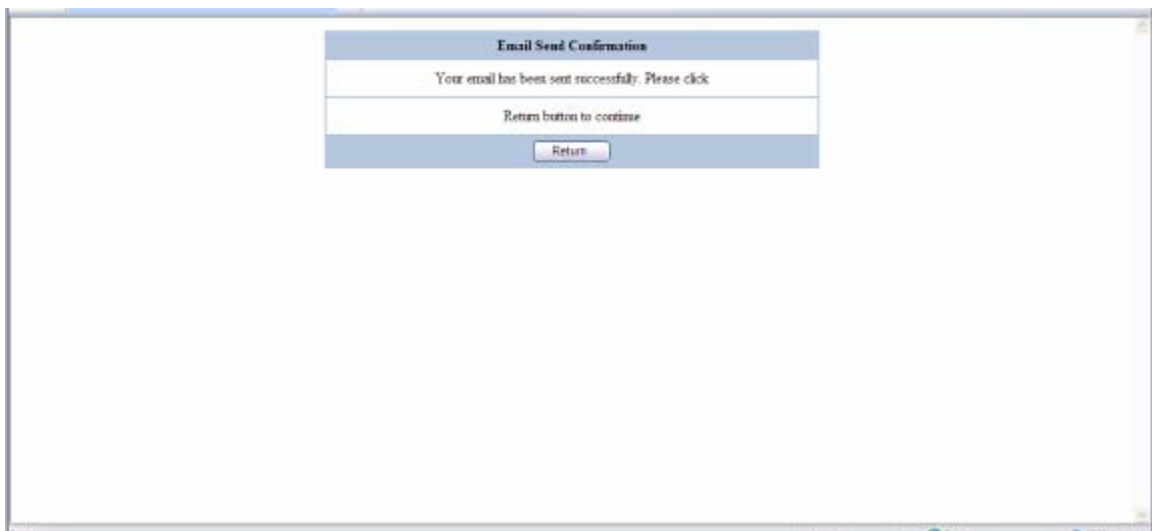 Email Send Confirmation
Your email has been sent successfully. Please click
Return button to continue
Return